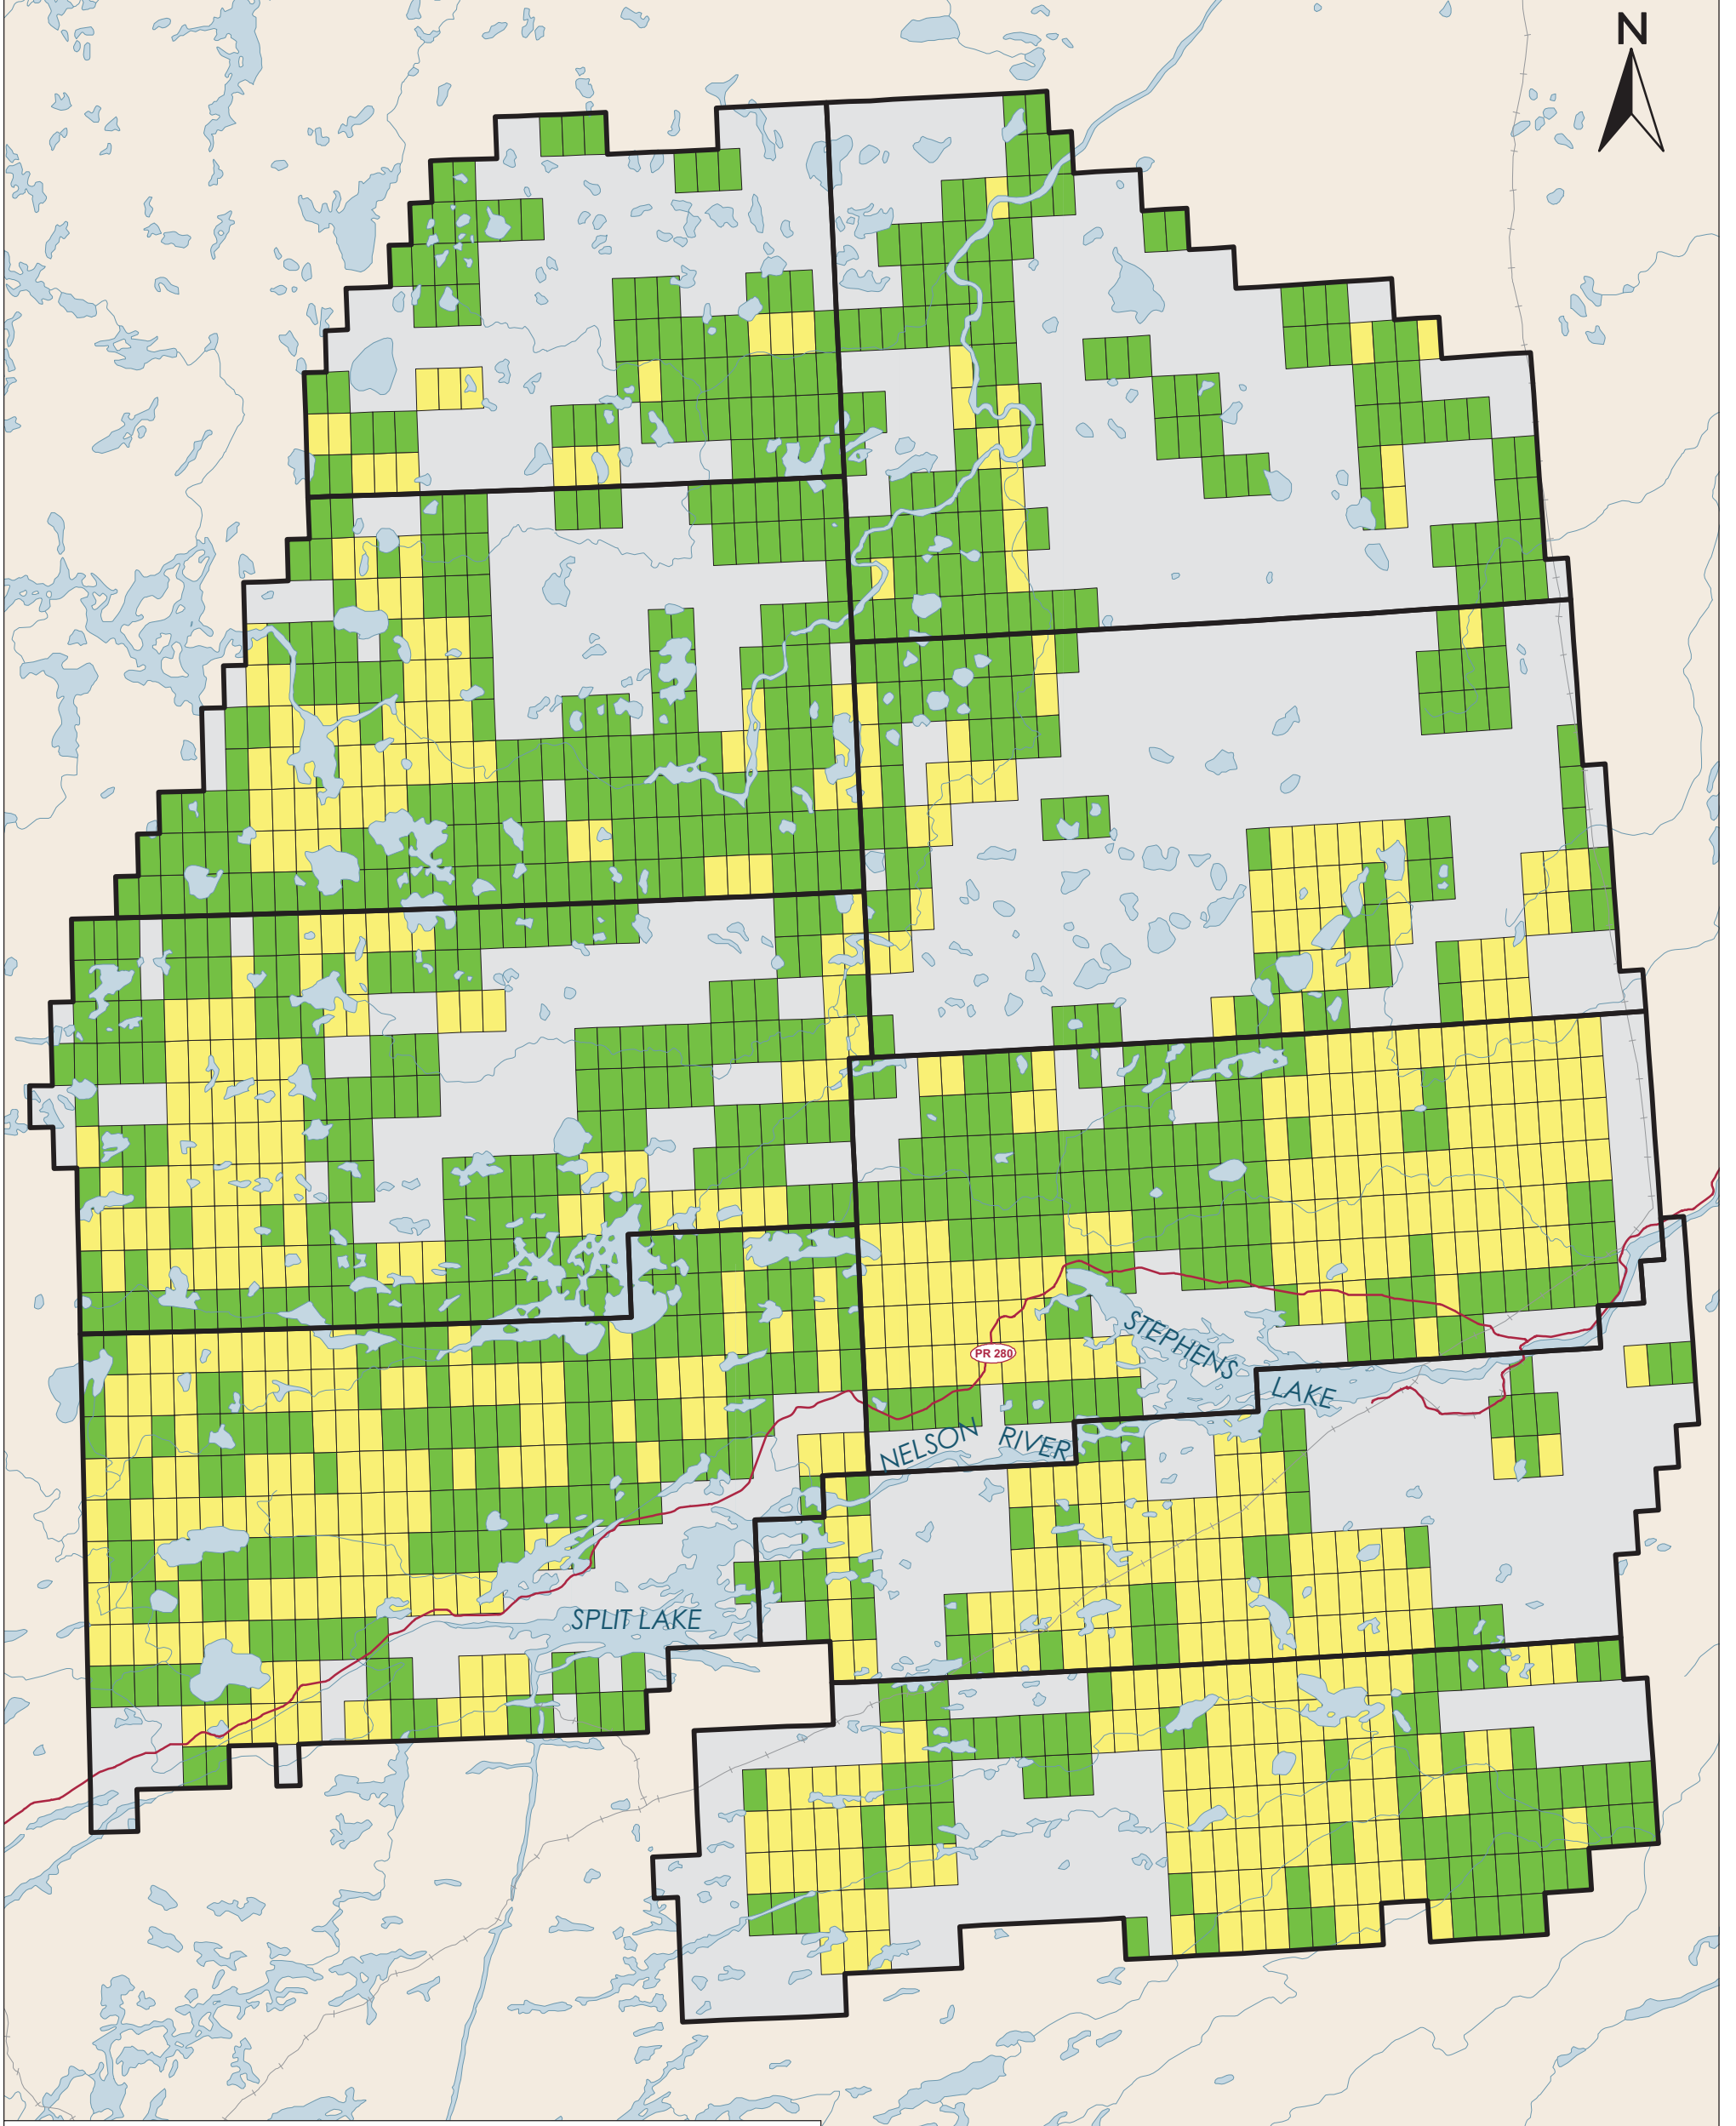 N
STEPHENS
PR 280
LAKE
NELSON RIVER
SPLIT LAKE